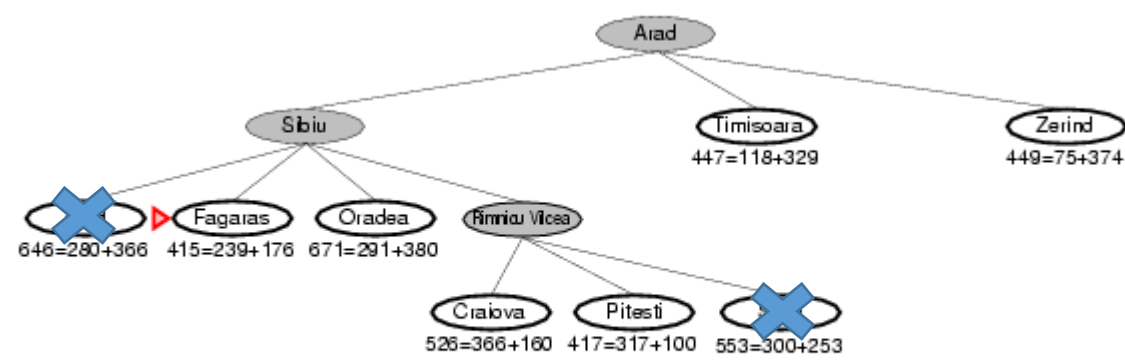 Arad
Sibiu
Timisoara
Zerind
447=118+329
449=75+374
Fagaras
Oradea
Rimnicu Vilcea
646=280+366
415=239+176
671=291+380
Craiova
Pitesti
526=366+160
417=317+100
553=300+253